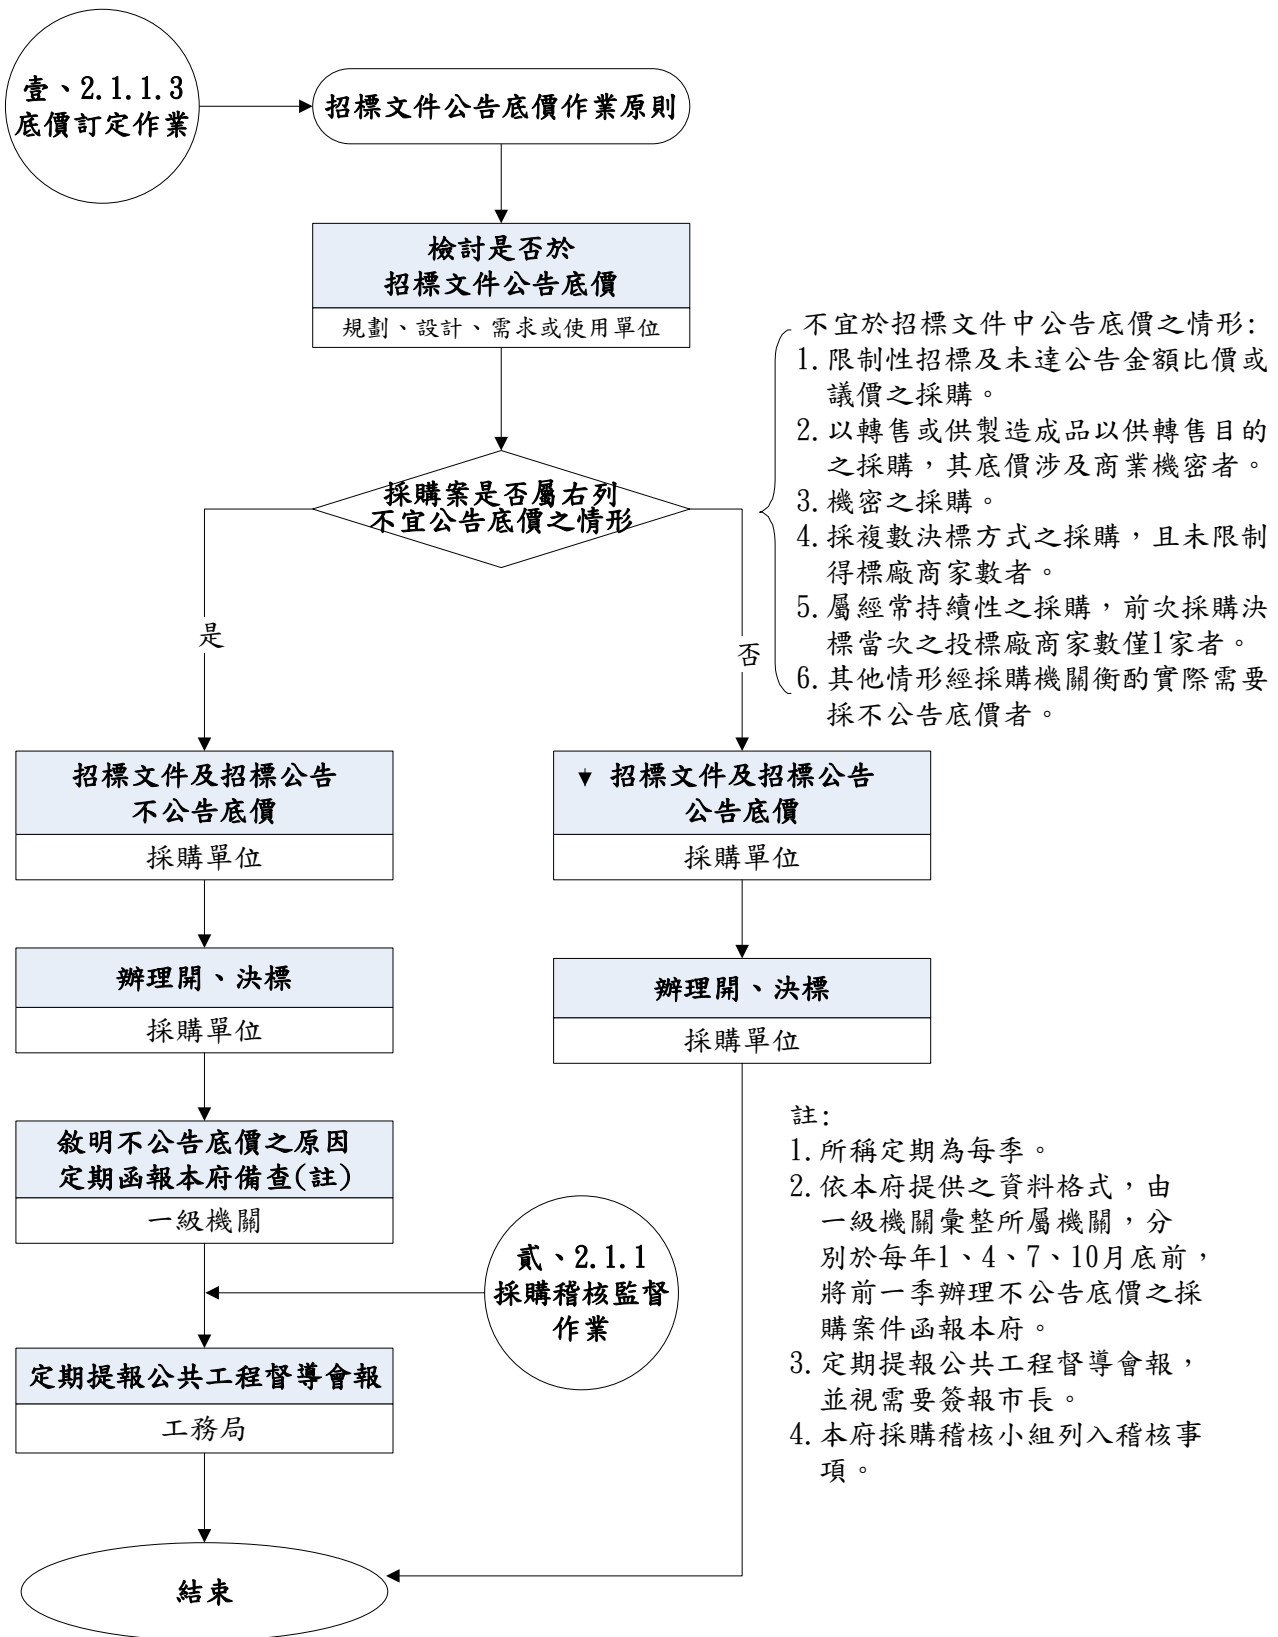 壹、2.1.1.3
底價訂定作業
招標文件公告底價作業原則
檢討是否於
招標文件公告底價
規劃、設計、需求或使用單位
不宜於招標文件中公告底價之情形:
1.限制性招標及未達公告金額比價或
議價之採購。
2.以轉售或供製造成品以供轉售目的
之採購，其底價涉及商業機密者。
3.機密之採購。
4.採複數決標方式之採購，且未限制
得標廠商家數者。
5.屬經常持續性之採購，前次採購決
標當次之投標廠商家數僅1家者。
6.其他情形經採購機關衡酌實際需要
採不公告底價者。
採購案是否屬右列
不宜公告底價之情形
是
否
招標文件及招標公告
不公告底價
採購單位
招標文件及招標公告
公告底價
採購單位
辦理開、決標
採購單位
辦理開、決標
採購單位
敘明不公告底價之原因
定期函報本府備查(註)
一級機關
貳、2.1.1
採購稽核監督
作業
定期提報公共工程督導會報
工務局
註:
1.所稱定期為每季。
2.依本府提供之資料格式，由
一級機關彙整所屬機關，分
別於每年1、4、7、10月底前，
將前一季辦理不公告底價之採
購案件函報本府。
3.定期提報公共工程督導會報，
並視需要簽報市長。
4.本府採購稽核小組列入稽核事
項。
結束